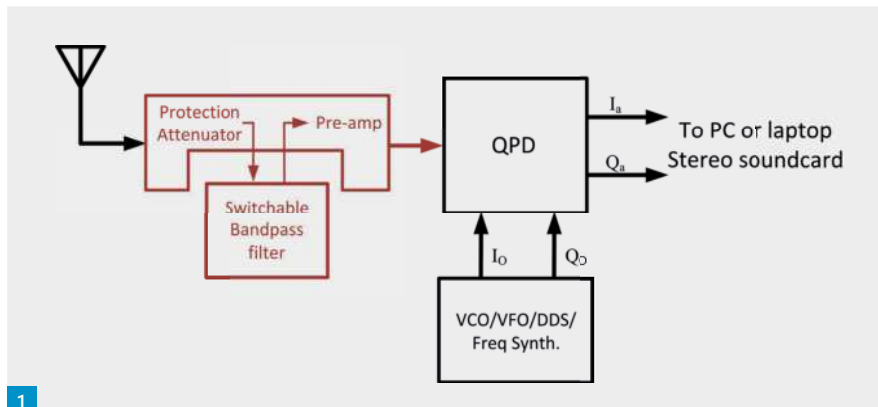 Protection
Attenuator
Pre-amp
Switchable
Bandpass
filter
QPD
Ia
Qa
To PC or laptop
Stereo soundcard
IO
QO
VCO/VFO/DDS/
Freq Synth.
1